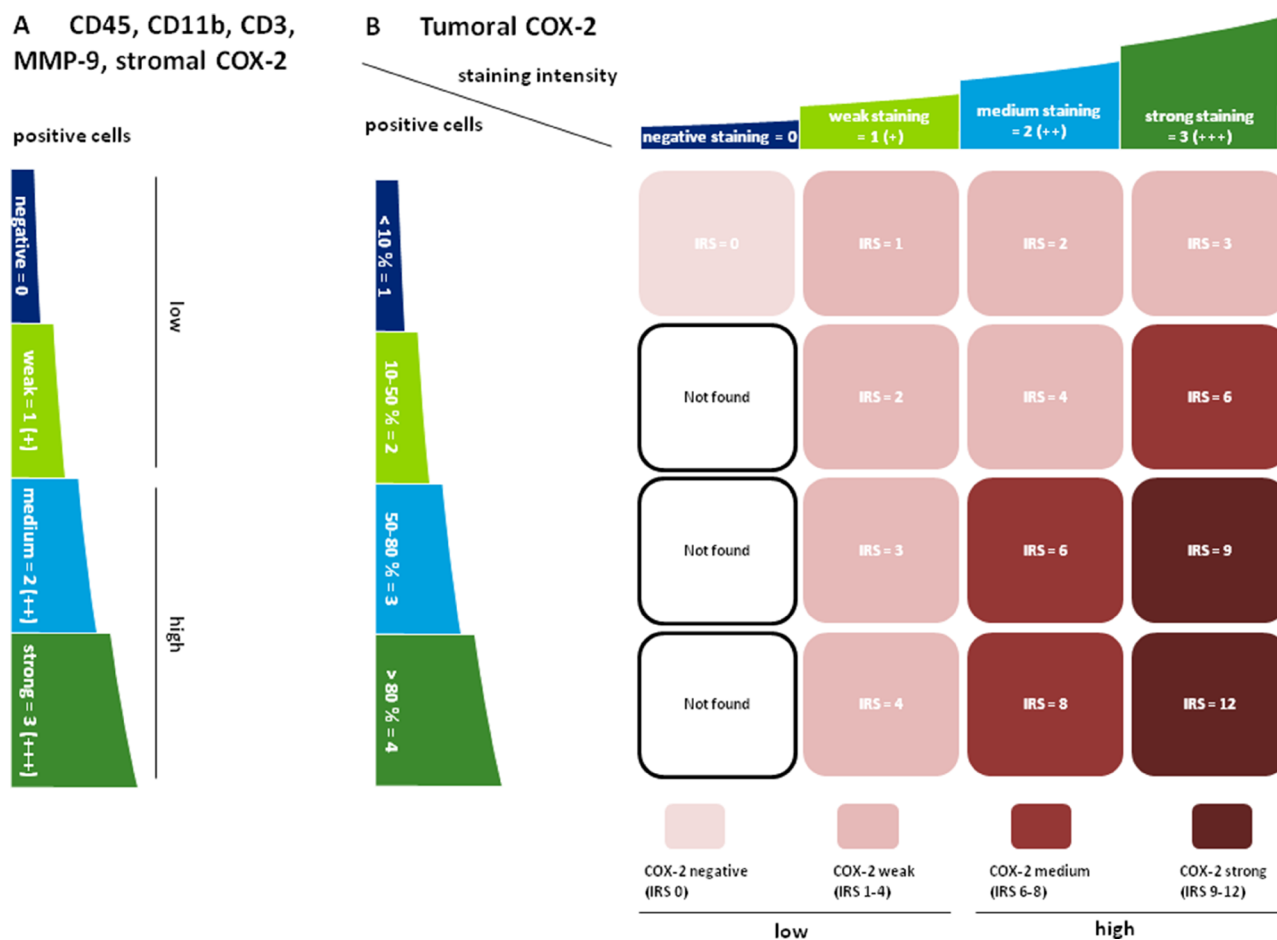 A CD45, CD11b, CD3,
MMP-9, stromal COX-2
positive cells
negative = 0
weak = 1 (+)
medium = 2 (++)
strong = 3 (+++)
low
high
B Tumoral COX-2
staining intensity
positive cells
negative staining = 0
weak staining
= 1 (+)
medium staining
= 2 (++)
strong staining
= 3 (+++)
< 10 % = 1
IRS = 0
IRS = 1
IRS = 2
IRS = 3
10-50 % = 2
Not found
IRS = 2
IRS = 4
IRS = 6
50-80 % = 3
Not found
IRS = 3
IRS = 6
IRS = 9
> 80 % = 4
Not found
IRS = 4
IRS = 8
IRS = 12
COX-2 negative
(IRS 0)
COX-2 weak
(IRS 1-4)
COX-2 medium
(IRS 6-8)
COX-2 strong
(IRS 9-12)
low
high